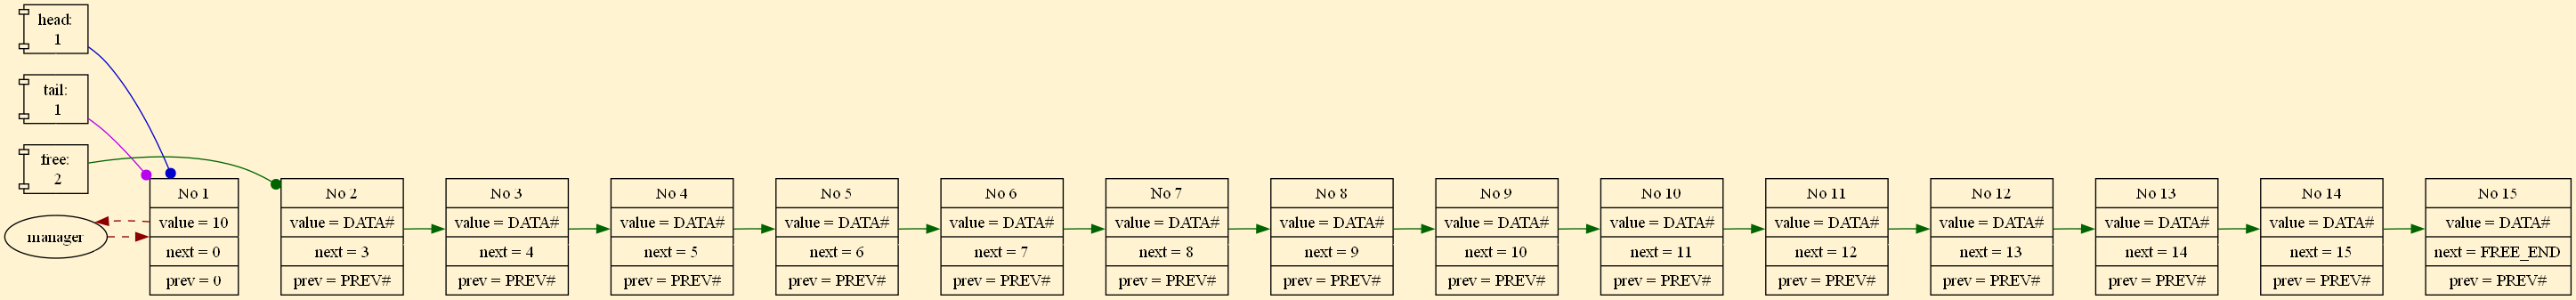 head:
1
tail:
1
free:
2
manager
No 1
value = 10
next = 0
prev = 0
No 2
value = DATA#
next = 3
prev = PREV#
No 3
value = DATA#
next = 4
prev = PREV#
No 4
value = DATA#
next = 5
prev = PREV#
No 5
value = DATA#
next = 6
prev = PREV#
No 6
value = DATA#
next = 7
prev = PREV#
No 7
value = DATA#
next = 8
prev = PREV#
No 8
value = DATA#
next = 9
prev = PREV#
No 9
value = DATA#
next = 10
prev = PREV#
No 10
value = DATA#
next = 11
prev = PREV#
No 11
value = DATA#
next = 12
prev = PREV#
No 12
value = DATA#
next = 13
prev = PREV#
No 13
value = DATA#
next = 14
prev = PREV#
No 14
value = DATA#
next = 15
prev = PREV#
No 15
value = DATA#
next = FREE_END
prev = PREV#